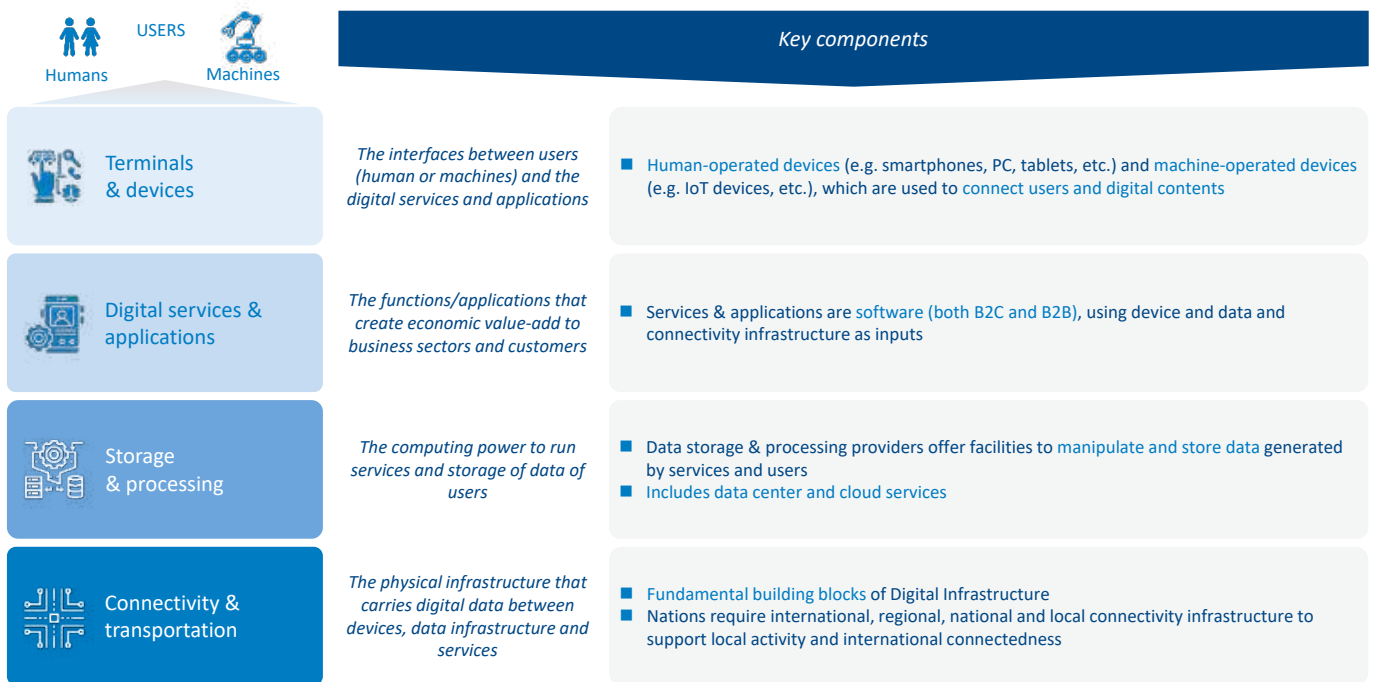 USERS
Humans
Machines
Key components
Terminals
& devices
The interfaces between users
(human or machines) and the
digital services and applications
■ Human-operated devices (e.g. smartphones, PC, tablets, etc.) and machine-operated devices
(e.g. IoT devices, etc.), which are used to connect users and digital contents
Digital services &
applications
The functions/applications that
create economic value-add to
business sectors and customers
■ Services & applications are software (both B2C and B2B), using device and data and
connectivity infrastructure as inputs
Storage
& processing
The computing power to run
services and storage of data of
users
■ Data storage & processing providers offer facilities to manipulate and store data generated
by services and users
■ Includes data center and cloud services
Connectivity &
transportation
The physical infrastructure that
carries digital data between
devices, data infrastructure and
services
■ Fundamental building blocks of Digital Infrastructure
■ Nations require international, regional, national and local connectivity infrastructure to
support local activity and international connectedness